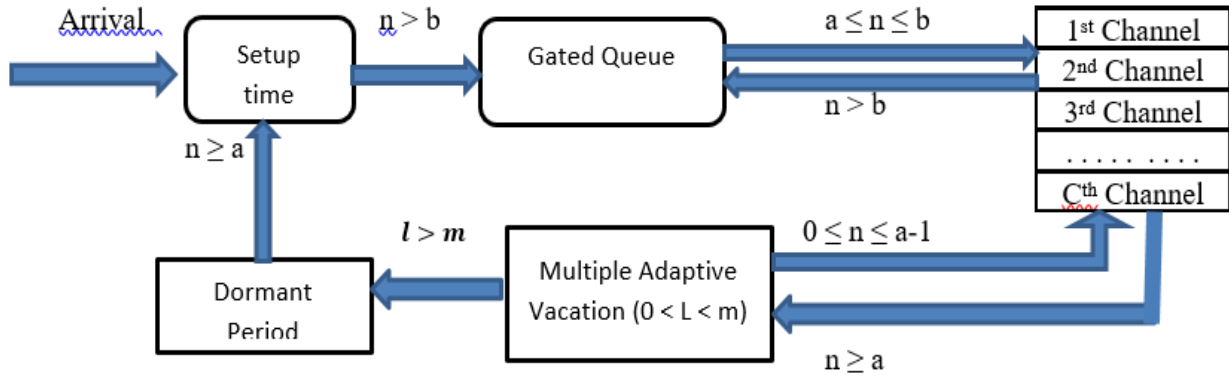 Arrival
n > b
a ≤ n ≤ b
Setup
time
Gated Queue
1st Channel
2nd Channel
3rd Channel
. . . . . . . . .
Cth Channel
n > b
n ≥ a
l > m
0 ≤ n ≤ a-1
Dormant
Period
Multiple Adaptive
Vacation (0 < L < m)
n ≥ a